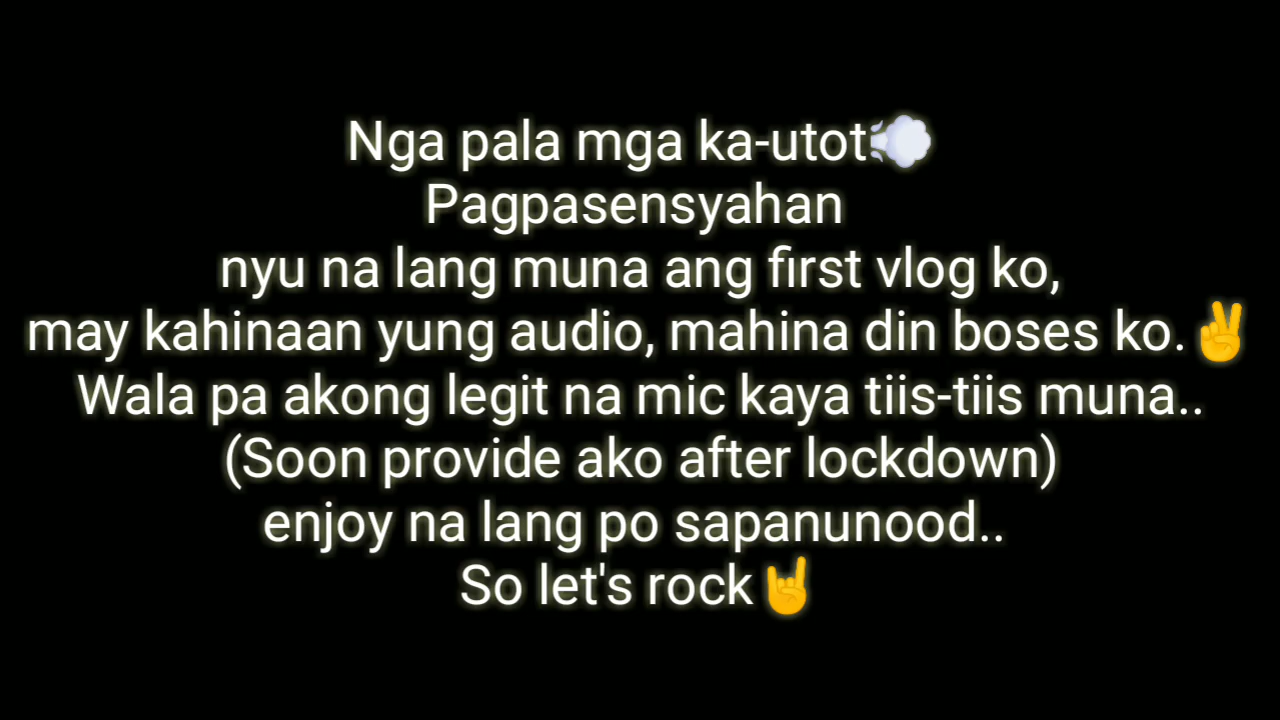 Nga pala mga ka-utot💨
Pagpasensyahan
nyu na lang muna ang first vlog ko,
may kahinaan yung audio, mahina din boses ko.✌
Wala pa akong legit na mic kaya tiis-tiis muna..
(Soon provide ako after lockdown)
enjoy na lang po sapanunood..
So let's rock🤘